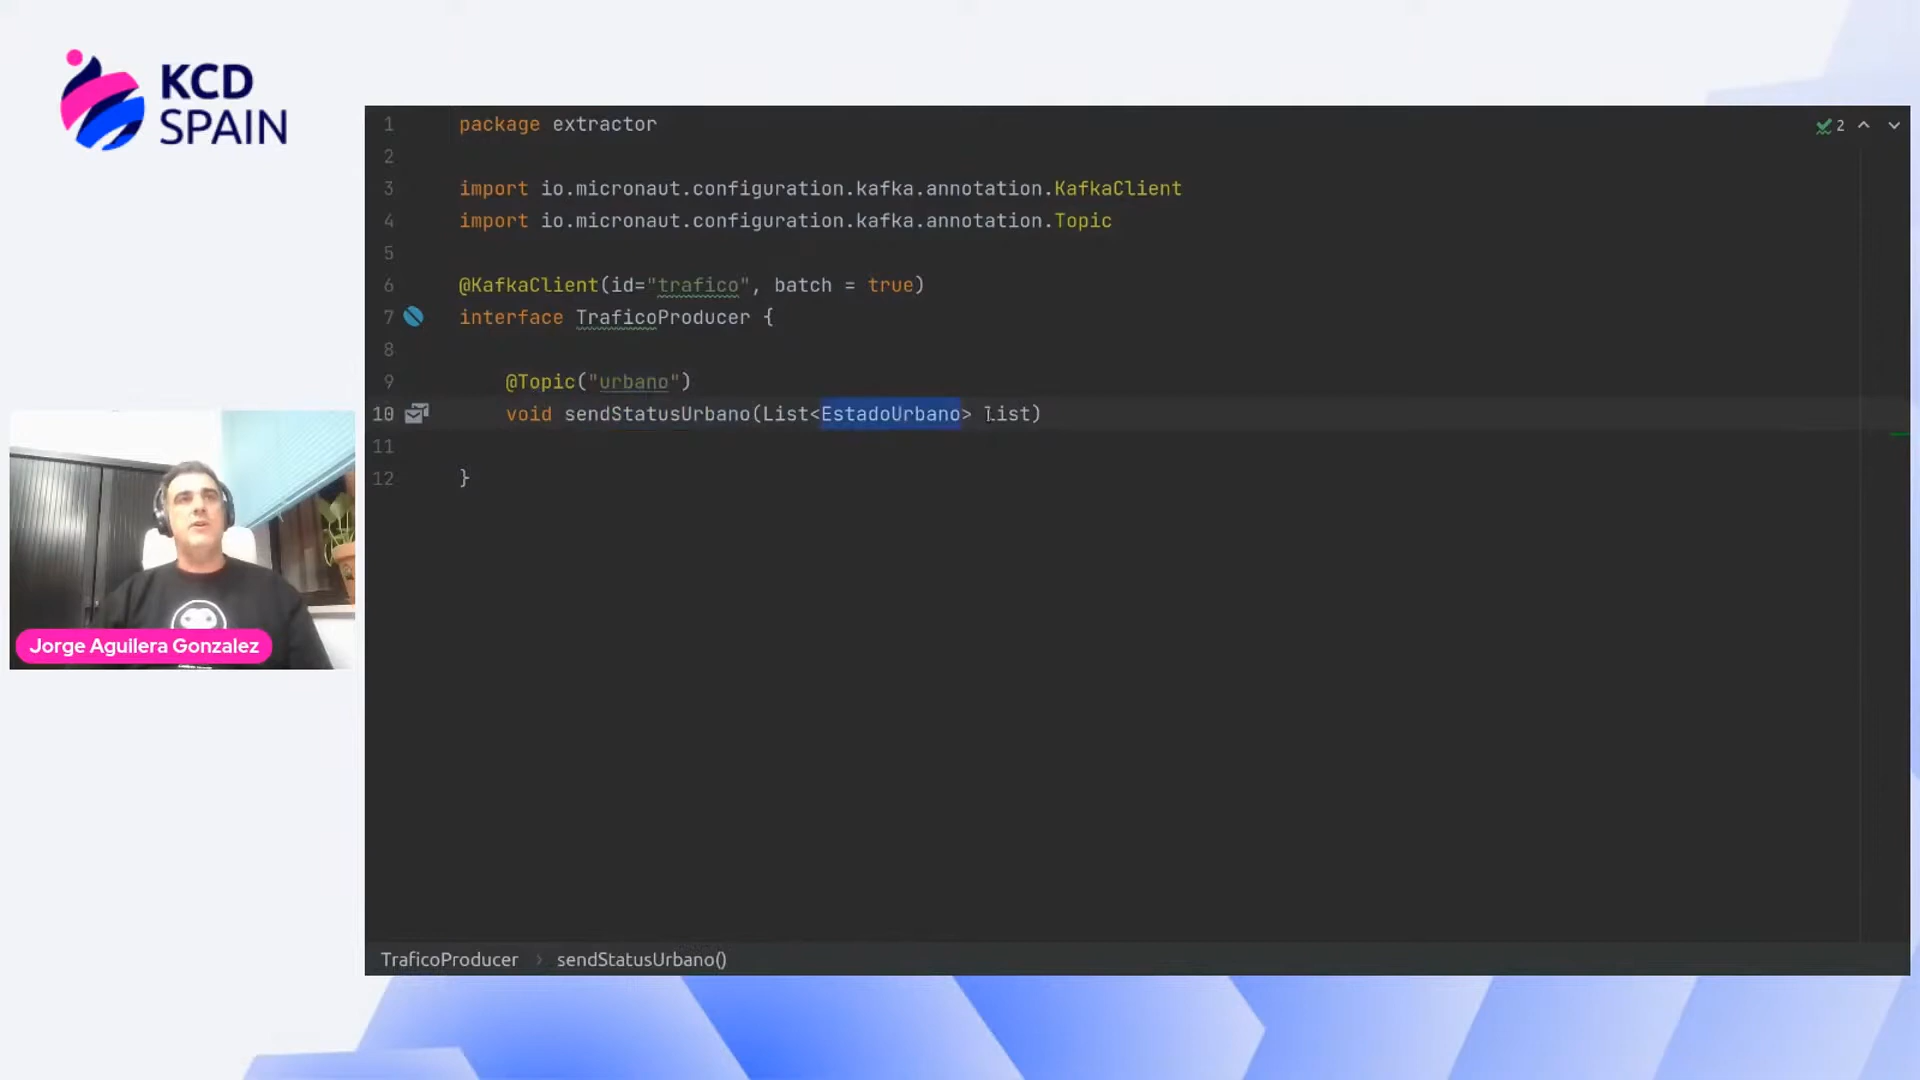 KCD
SPAIN
1 package extractor
2
3 import io.micronaut.configuration.kafka.annotation.KafkaClient
4 import io.micronaut.configuration.kafka.annotation.Topic
5
6 @KafkaClient(id="trafico", batch = true)
7 interface TraficoProducer {
8
9 @Topic("urbano")
10 void sendStatusUrbano(List<EstadoUrbano> list)
11
12 }
2
Jorge Aguilera Gonzalez
TraficoProducer › sendStatusUrbano()